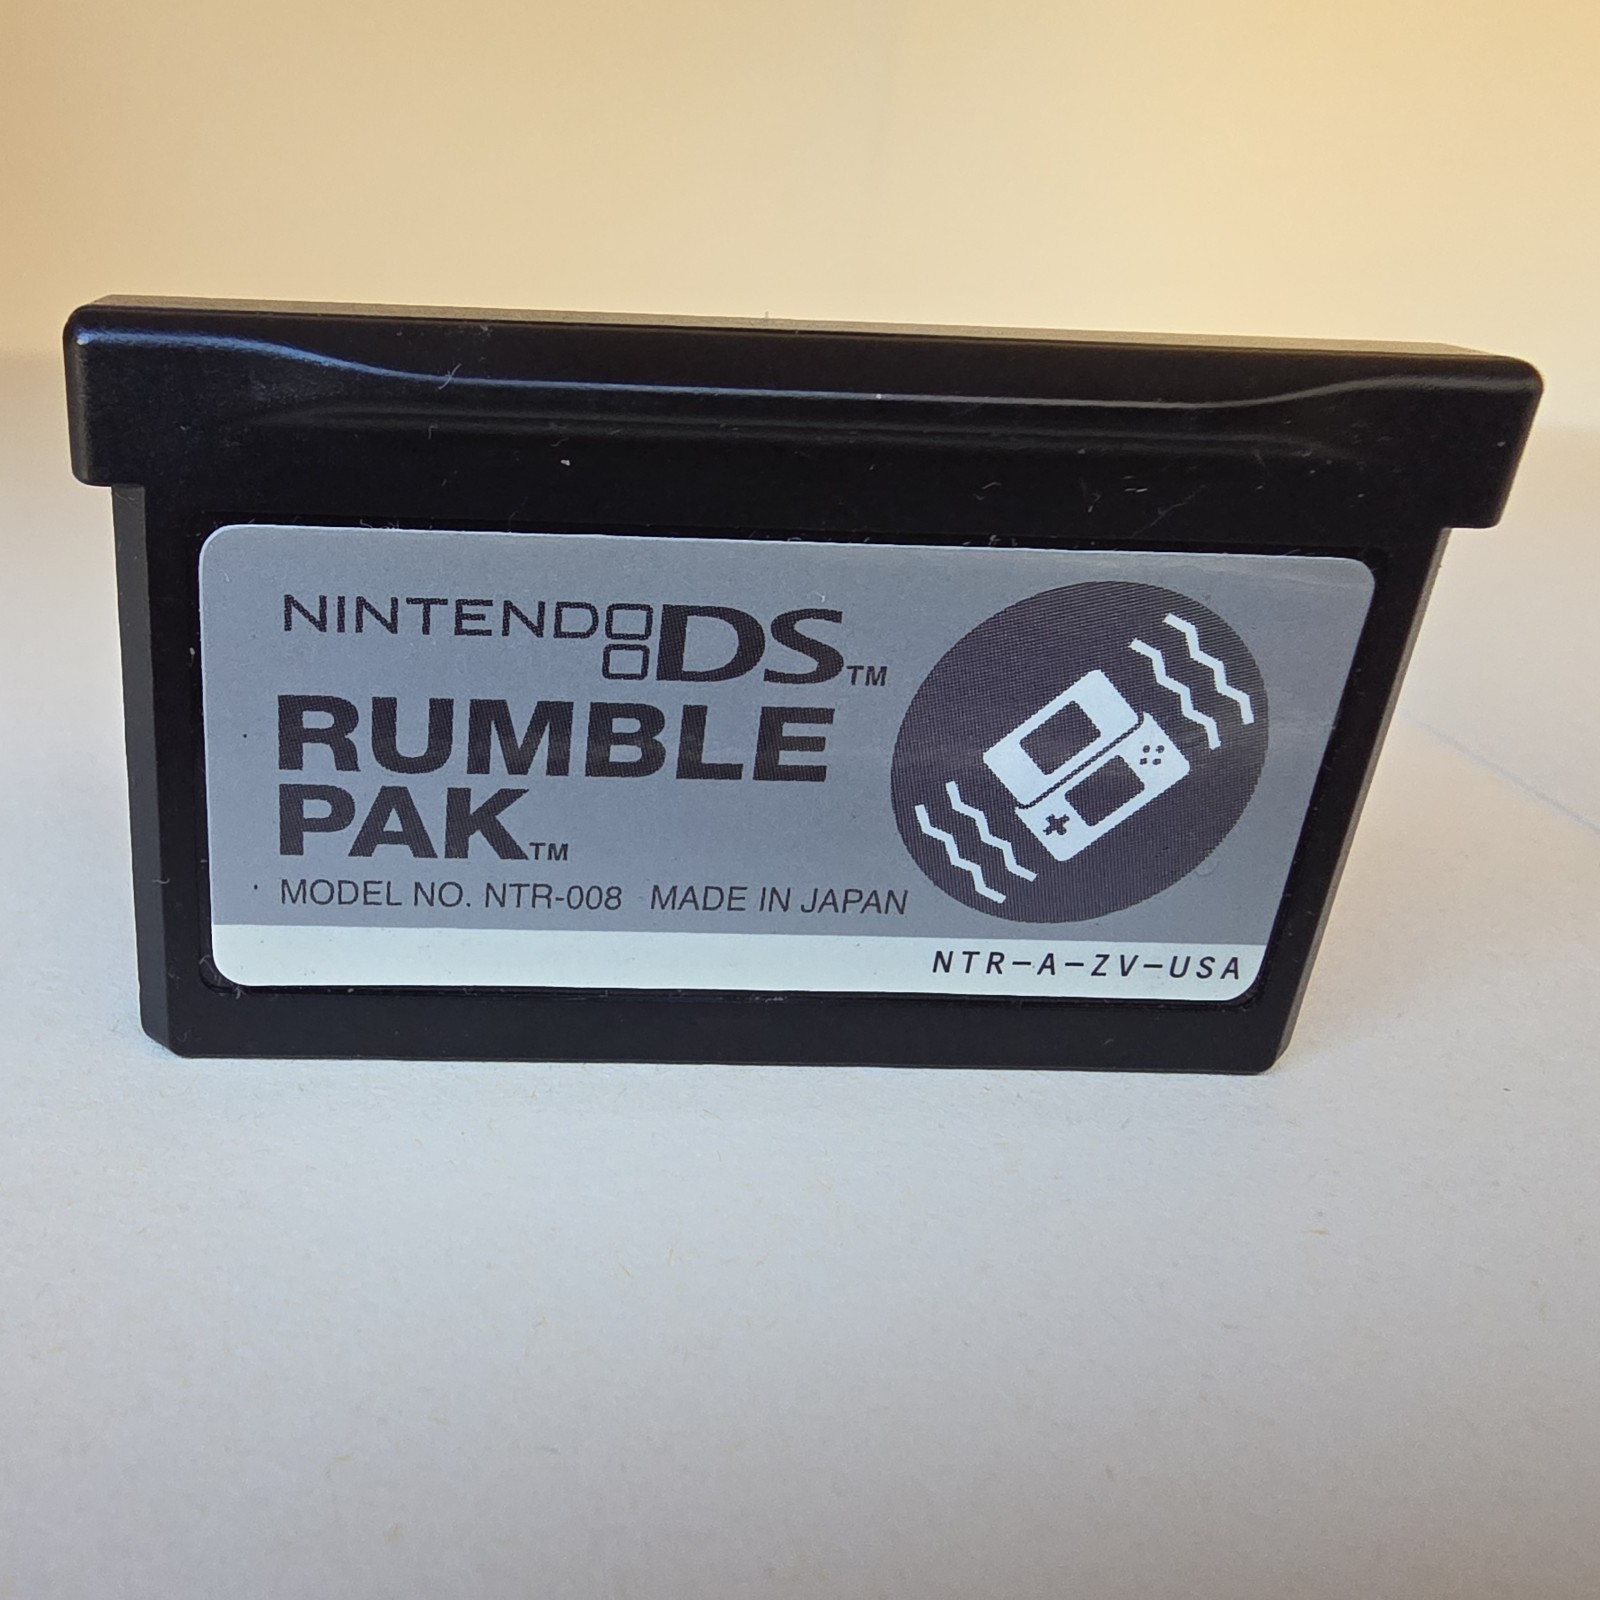 NINTENDO DS™
RUMBLE
PAK™
MODEL NO. NTR-008 MADE IN JAPAN
NTR-A-ZV-USA